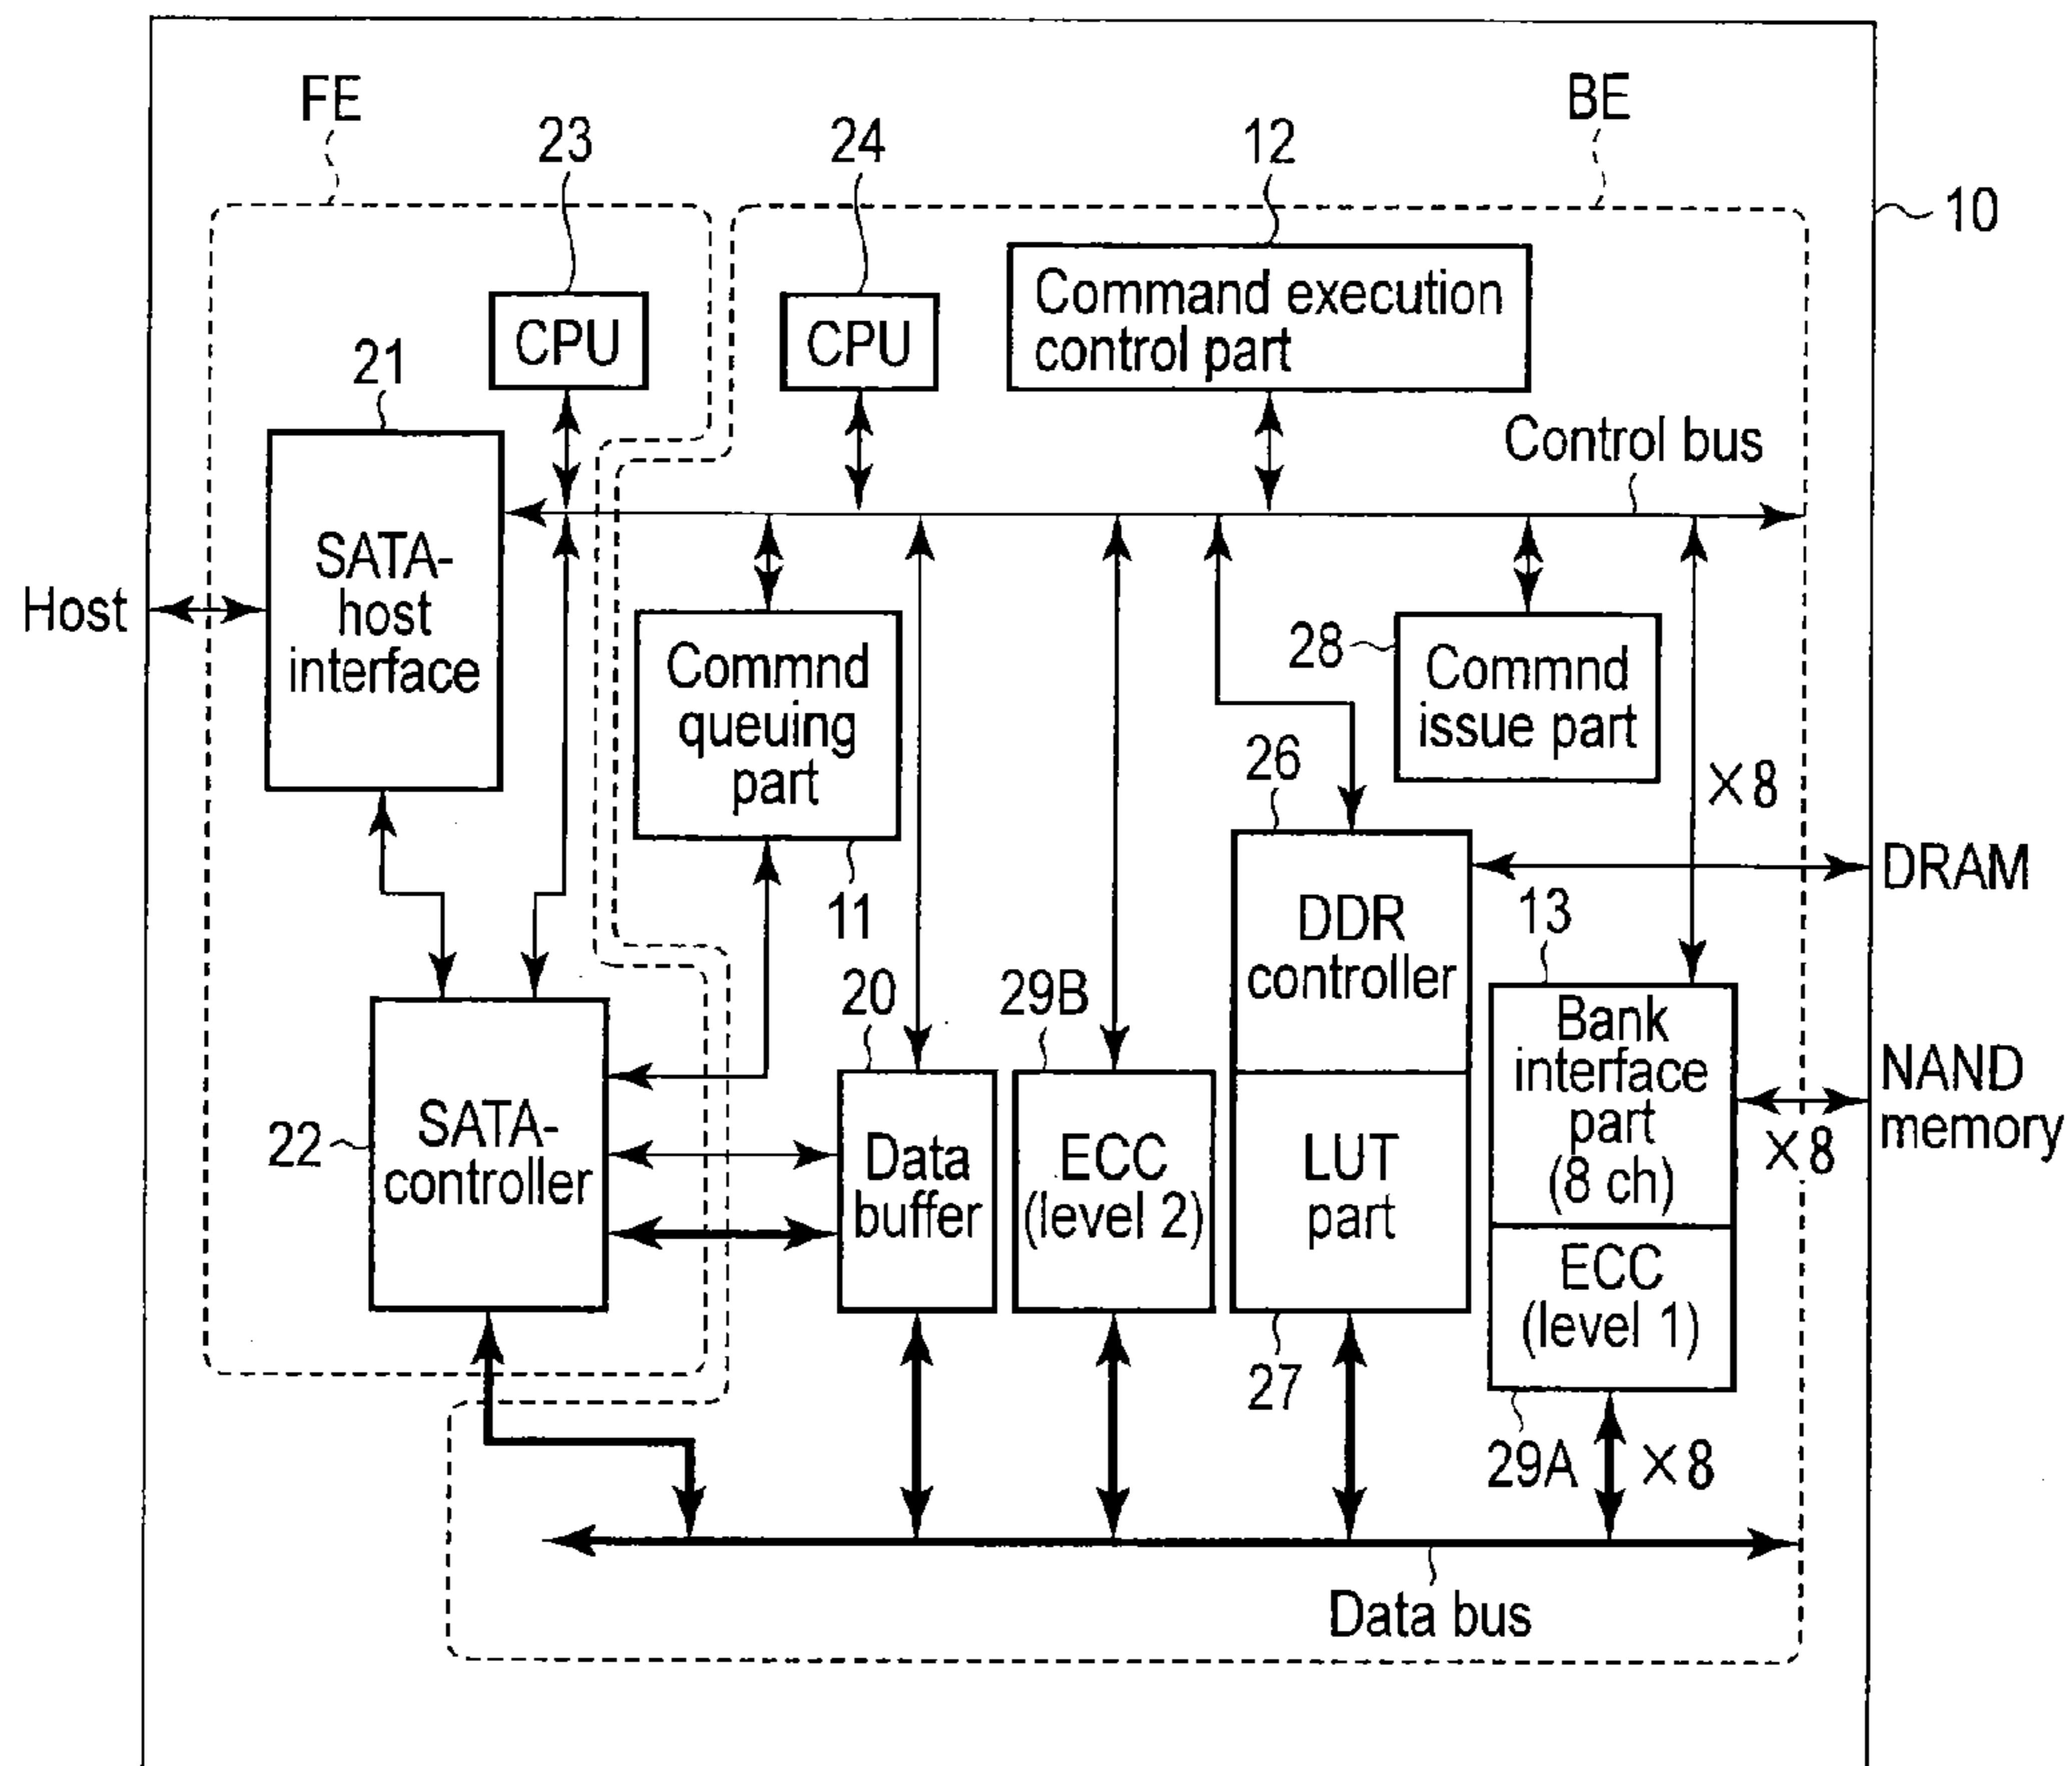 FE
BE
23
24
12
10
CPU
CPU
Command execution
control part
21
Control bus
SATA-
host
interface
Host
Commnd
queuing
part
28
Commnd
issue part
26
×8
11
DDR
controller
DRAM
13
20
29B
Bank
interface
part
(8 ch)
NAND
memory
×8
22
SATA-
controller
Data
buffer
ECC
(level 2)
LUT
part
ECC
(level 1)
27
29A
×8
Data bus